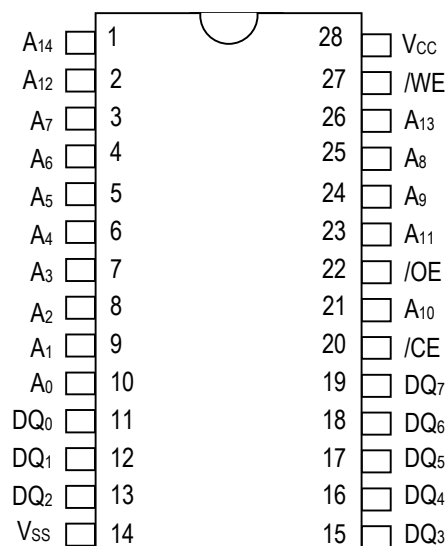 A14 1 28 VCC
A12 2 27 /WE
A7 3 26 A13
A6 4 25 A8
A5 5 24 A9
A4 6 23 A11
A3 7 22 /OE
A2 8 21 A10
A1 9 20 /CE
A0 10 19 DQ7
DQ0 11 18 DQ6
DQ1 12 17 DQ5
DQ2 13 16 DQ4
VSS 14 15 DQ3